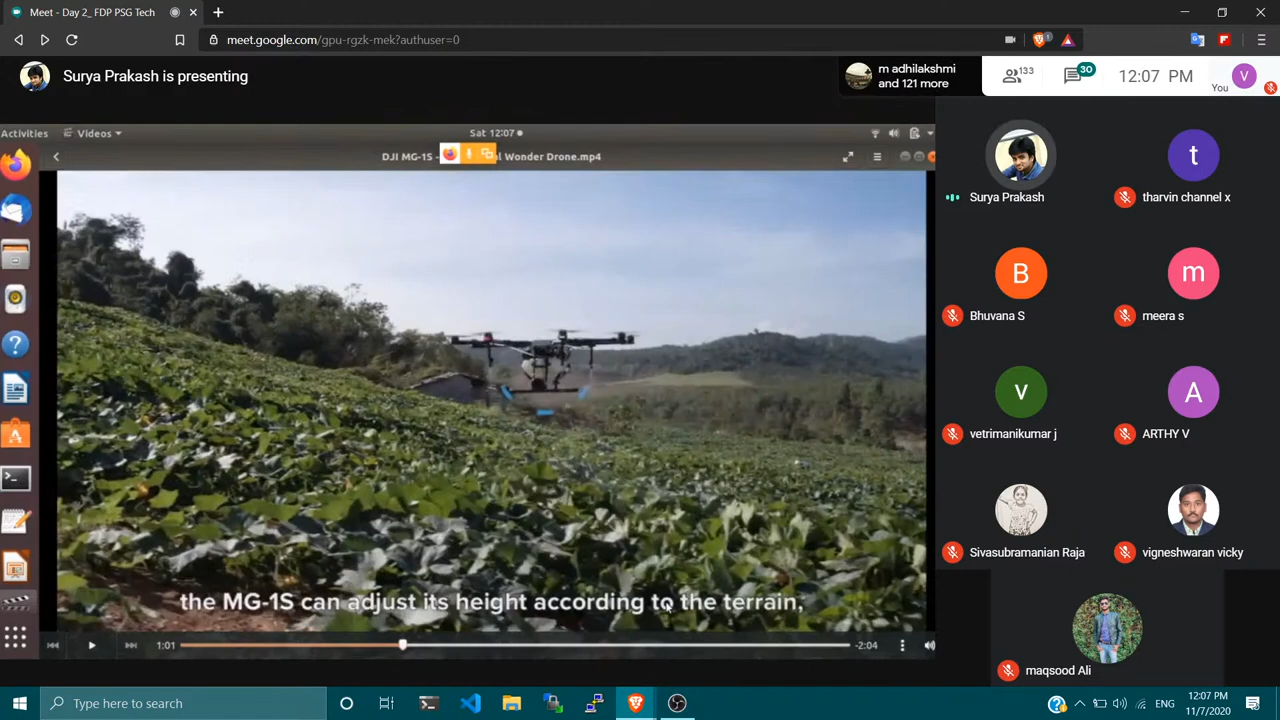 Meet - Day 2_ FDP PSG Tech
meet.google.com/gpu-rgzk-mek?authuser=0
Surya Prakash is presenting
m adhilakshmi
and 121 more
133
30
12:07 PM
You
V
Activities
Videos
Sat 12:07
DJI MG-1S -
al Wonder Drone.mp4
the MG-1S can adjust its height according to the terrain,
1:01
-2:04
Surya Prakash
t
tharvin channel x
B
Bhuvana S
m
meera s
v
vetrimanikumar j
A
ARTHY V
Sivasubramanian Raja
vigneshwaran vicky
maqsood Ali
Type here to search
ENG
12:07 PM
11/7/2020